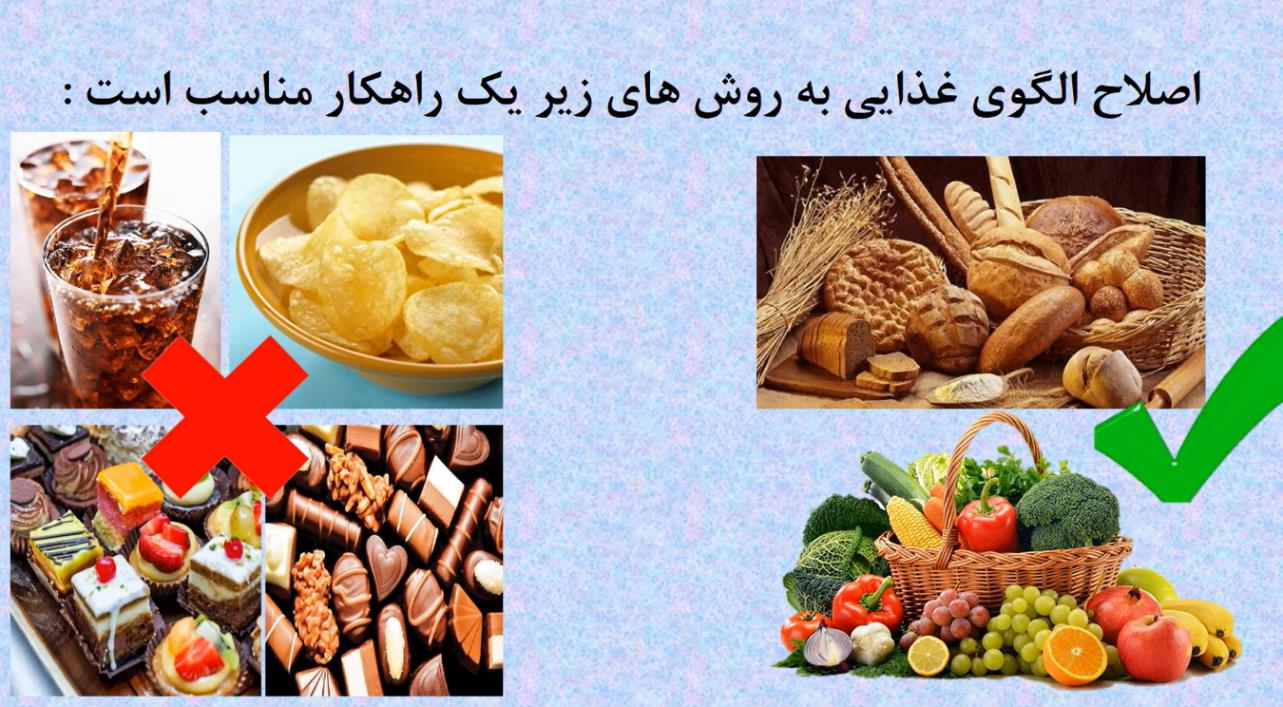 اصلاح الگوی غذایی به روش های زیر یک راهکار مناسب است :